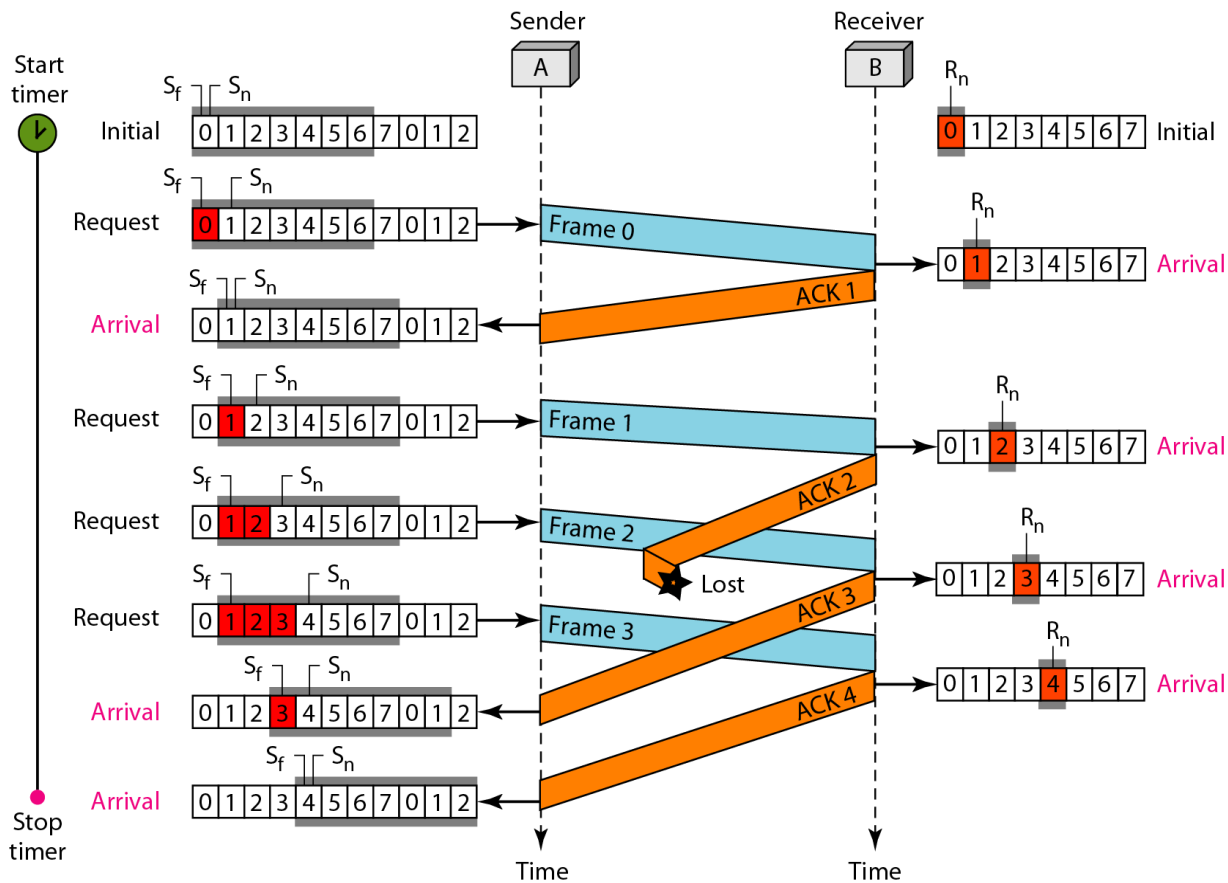 Sender
Receiver
A
B
Start
timer
Sf Sn
Initial
0 1 2 3 4 5 6 7 0 1 2
Rn
0 1 2 3 4 5 6 7
Initial
Sf Sn
Request
0 1 2 3 4 5 6 7 0 1 2
Frame 0
Rn
0 1 2 3 4 5 6 7
Arrival
Sf Sn
Arrival
0 1 2 3 4 5 6 7 0 1 2
ACK 1
Sf Sn
Request
0 1 2 3 4 5 6 7 0 1 2
Frame 1
Rn
0 1 2 3 4 5 6 7
Arrival
ACK 2
Sf Sn
Request
0 1 2 3 4 5 6 7 0 1 2
Frame 2
Lost
Rn
0 1 2 3 4 5 6 7
Arrival
ACK 3
Sf Sn
Request
0 1 2 3 4 5 6 7 0 1 2
Frame 3
Rn
0 1 2 3 4 5 6 7
Arrival
Sf Sn
Arrival
0 1 2 3 4 5 6 7 0 1 2
ACK 4
Sf Sn
Arrival
0 1 2 3 4 5 6 7 0 1 2
Stop
timer
Time
Time